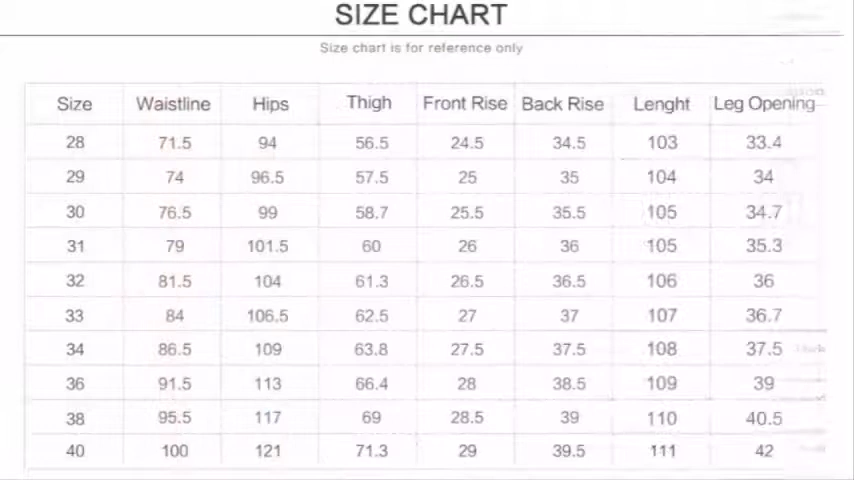 SIZE CHART
Size chart is for reference only
Size Waistline Hips Thigh Front Rise Back Rise Lenght Leg Opening
28 71.5 94 56.5 24.5 34.5 103 33.4
29 74 96.5 57.5 25 35 104 34
30 76.5 99 58.7 25.5 35.5 105 34.7
31 79 101.5 60 26 36 105 35.3
32 81.5 104 61.3 26.5 36.5 106 36
33 84 106.5 62.5 27 37 107 36.7
34 86.5 109 63.8 27.5 37.5 108 37.5
36 91.5 113 66.4 28 38.5 109 39
38 95.5 117 69 28.5 39 110 40.5
40 100 121 71.3 29 39.5 111 42